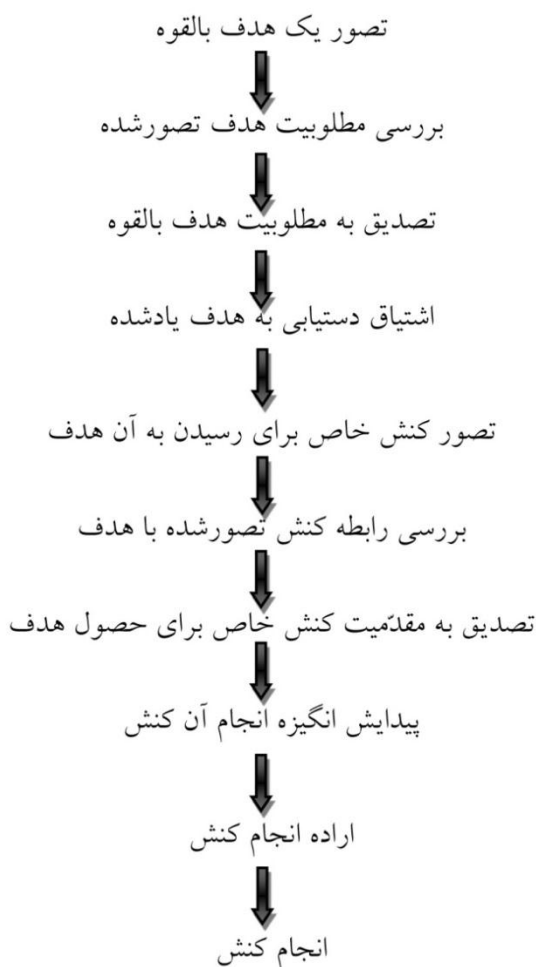 تصور یک هدف بالقوه
بررسی مطلوبیت هدف تصورشده
تصدیق به مطلوبیت هدف بالقوه
اشتیاق دستیابی به هدف یادشده
تصور کنش خاص برای رسیدن به آن هدف
بررسی رابطه کنش تصورشده با هدف
تصدیق به مقدّمیت کنش خاص برای حصول هدف
پیدایش انگیزه انجام آن کنش
اراده انجام کنش
انجام کنش